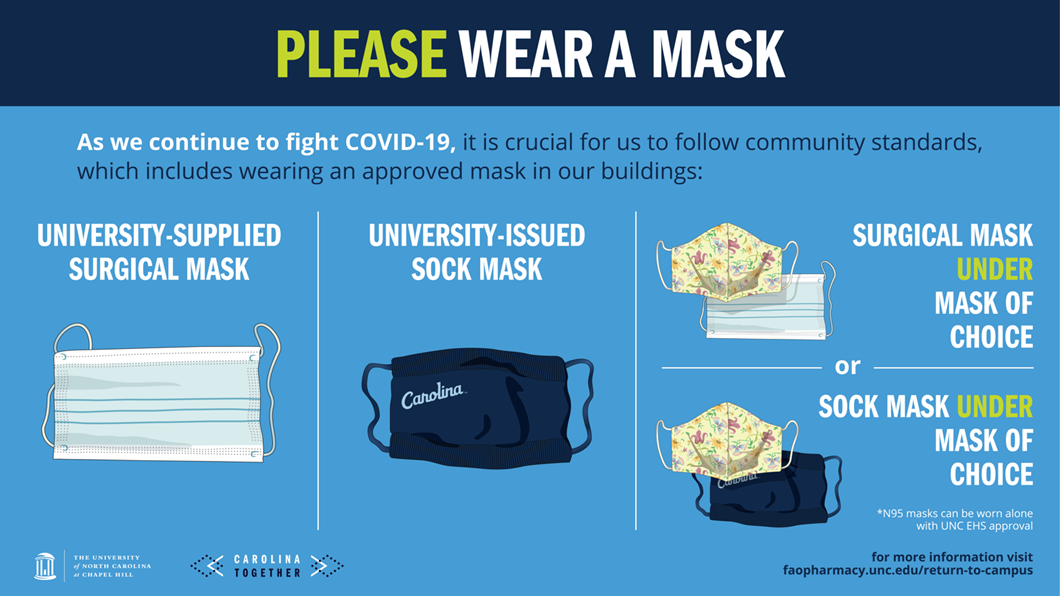 PLEASE WEAR A MASK
As we continue to fight COVID-19, it is crucial for us to follow community standards,
which includes wearing an approved mask in our buildings:
UNIVERSITY-SUPPLIED
SURGICAL MASK
UNIVERSITY-ISSUED
SOCK MASK
Carolina
SURGICAL MASK
UNDER
MASK OF
CHOICE
or
SOCK MASK UNDER
MASK OF
CHOICE
Carolina
*N95 masks can be worn alone
with UNC EHS approval
THE UNIVERSITY
of NORTH CAROLINA
at CHAPEL HILL
CAROLINA
TOGETHER
for more information visit
faopharmacy.unc.edu/return-to-campus